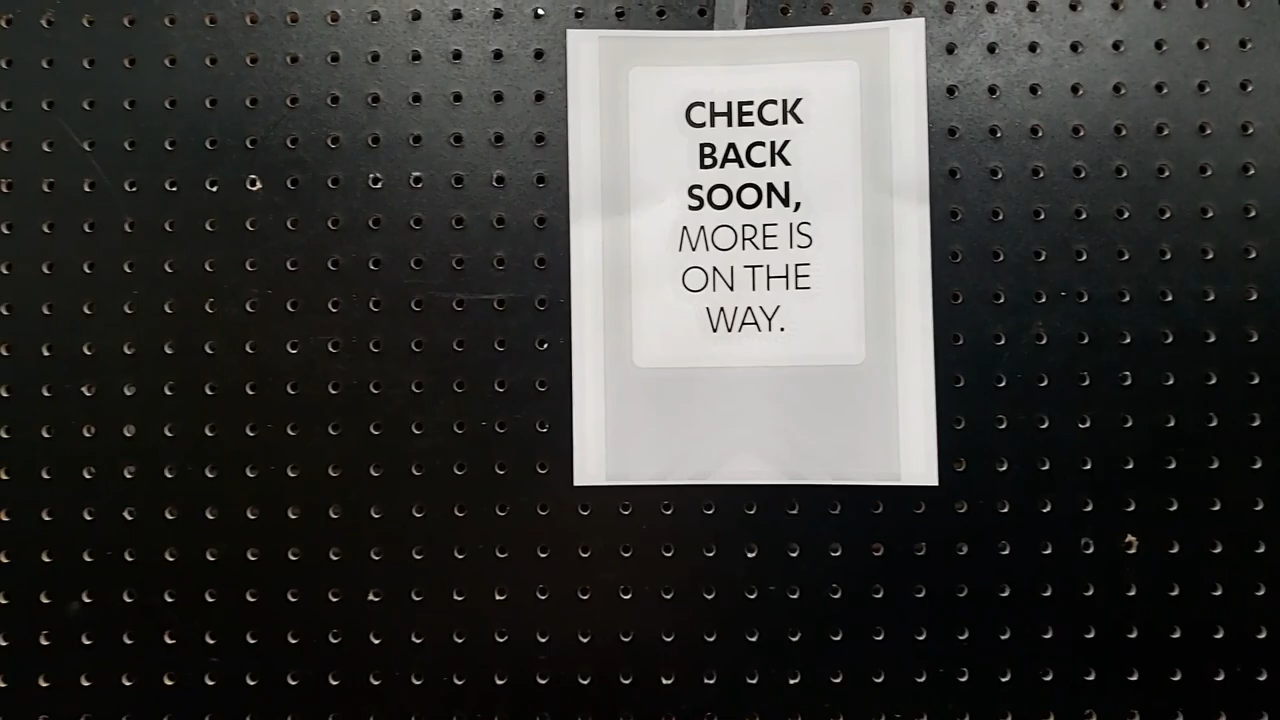 CHECK
BACK
SOON,
MORE IS
ON THE
WAY.